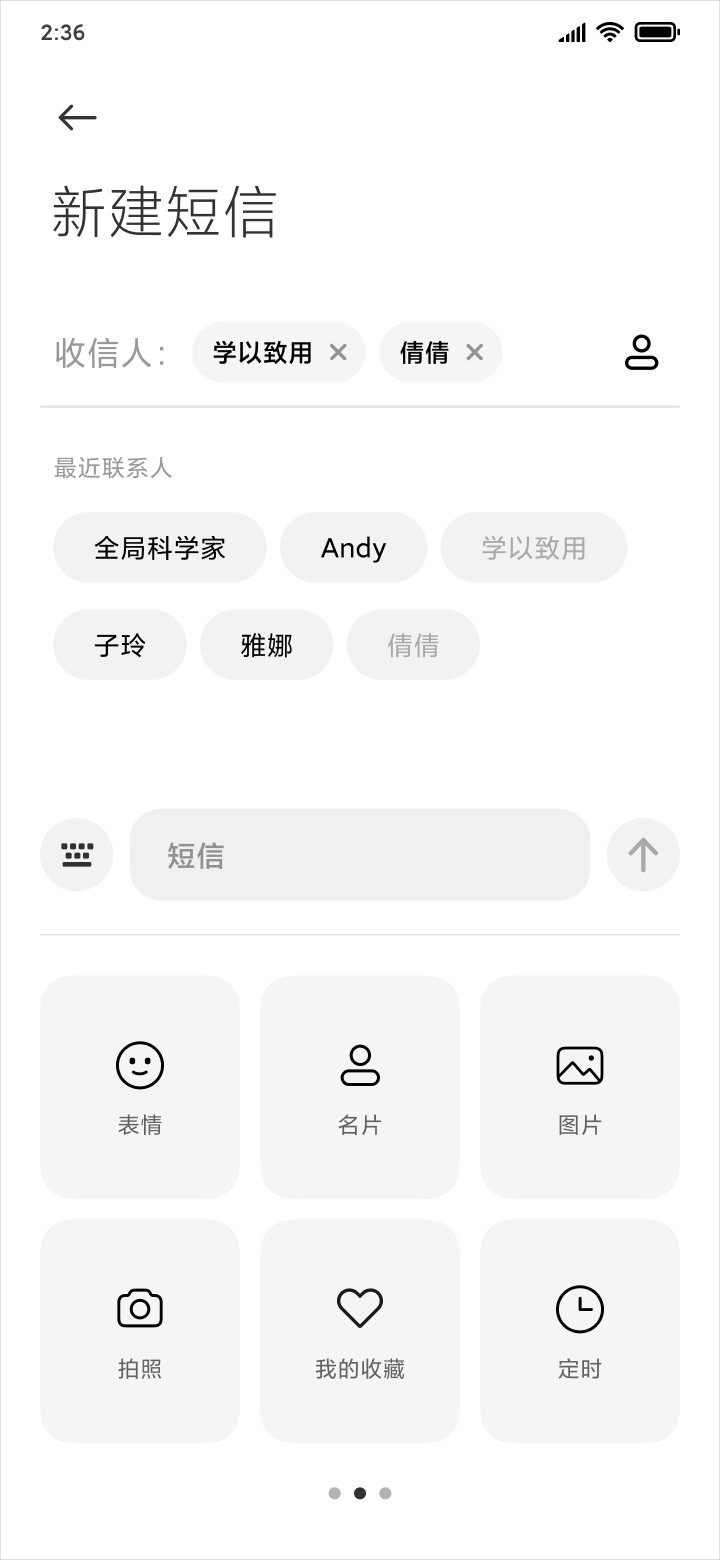 2:36
新建短信
收信人： 学以致用 倩倩
最近联系人
全局科学家 Andy 学以致用
子玲 雅娜 倩倩
短信
表情 名片 图片
拍照 我的收藏 定时